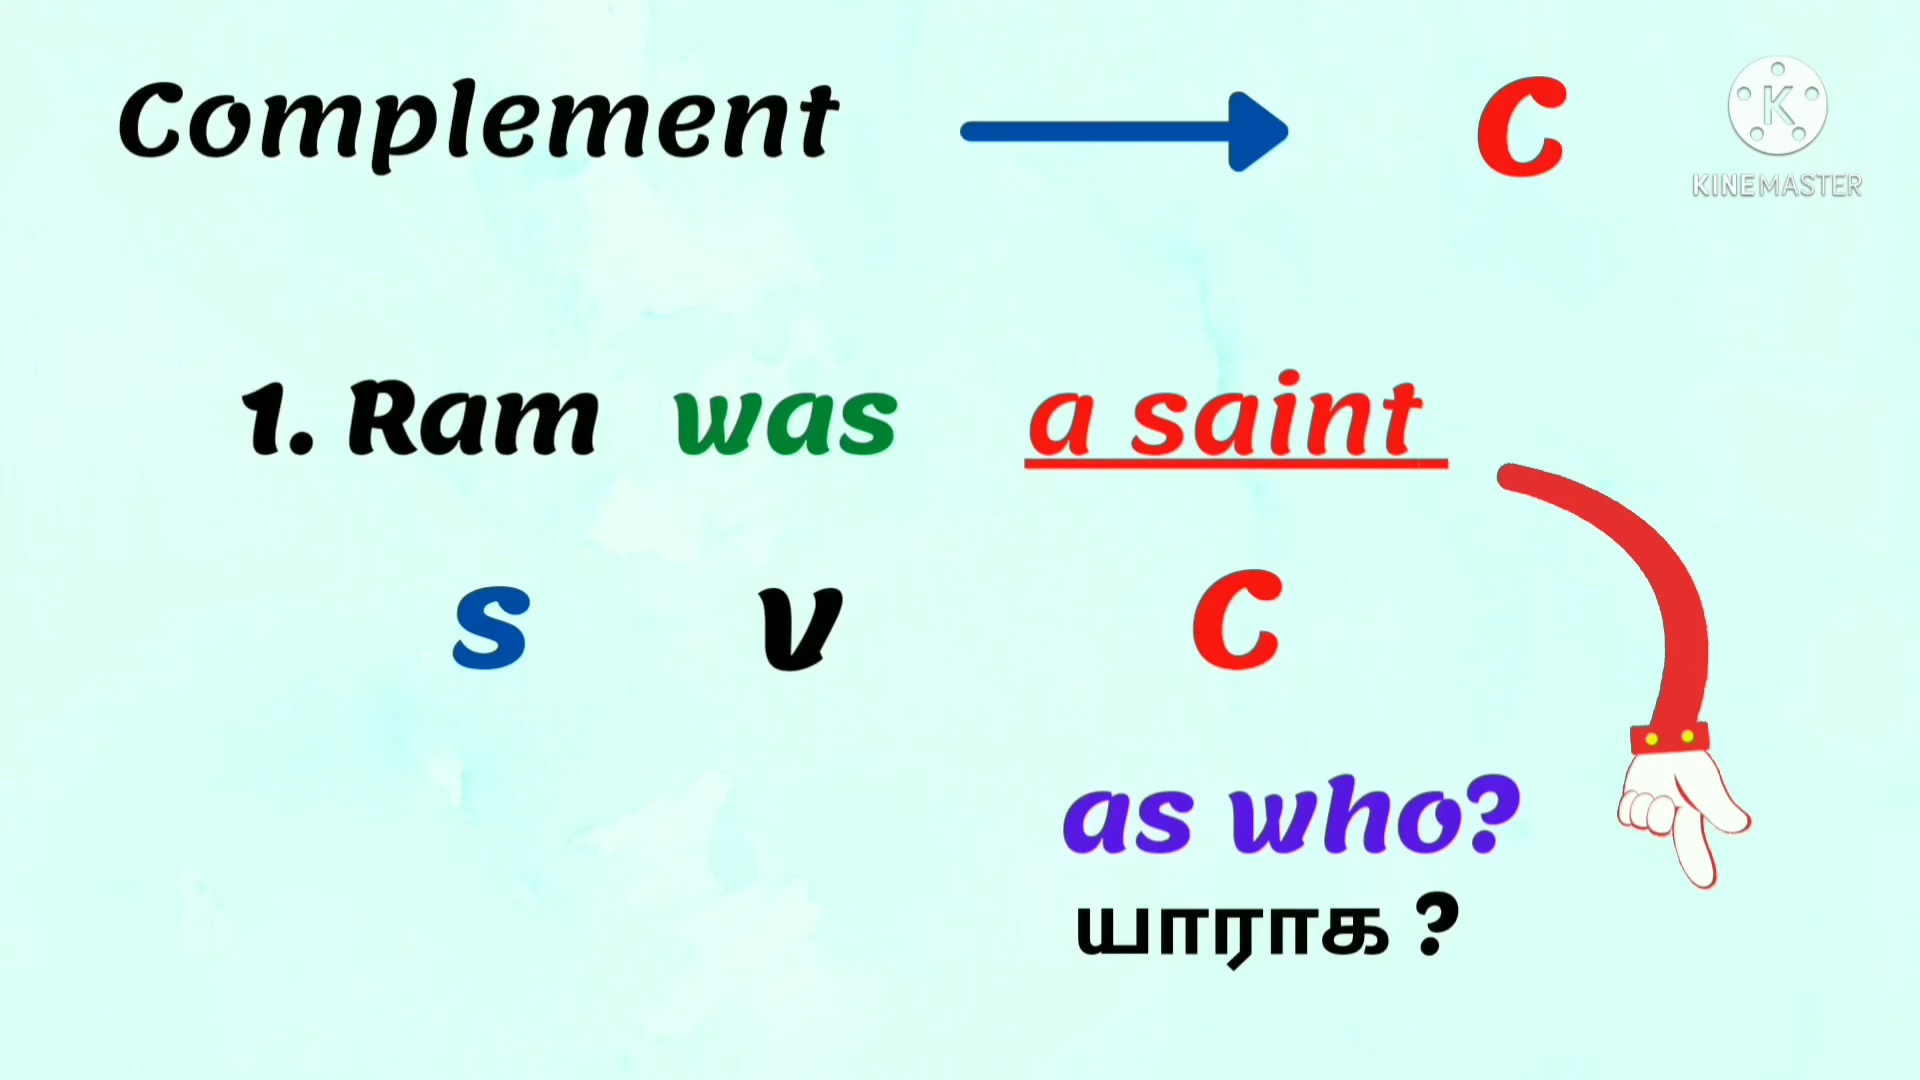 Complement C
K
KINEMASTER
1. Ram was a saint
S V C
as who?
யாராக ?